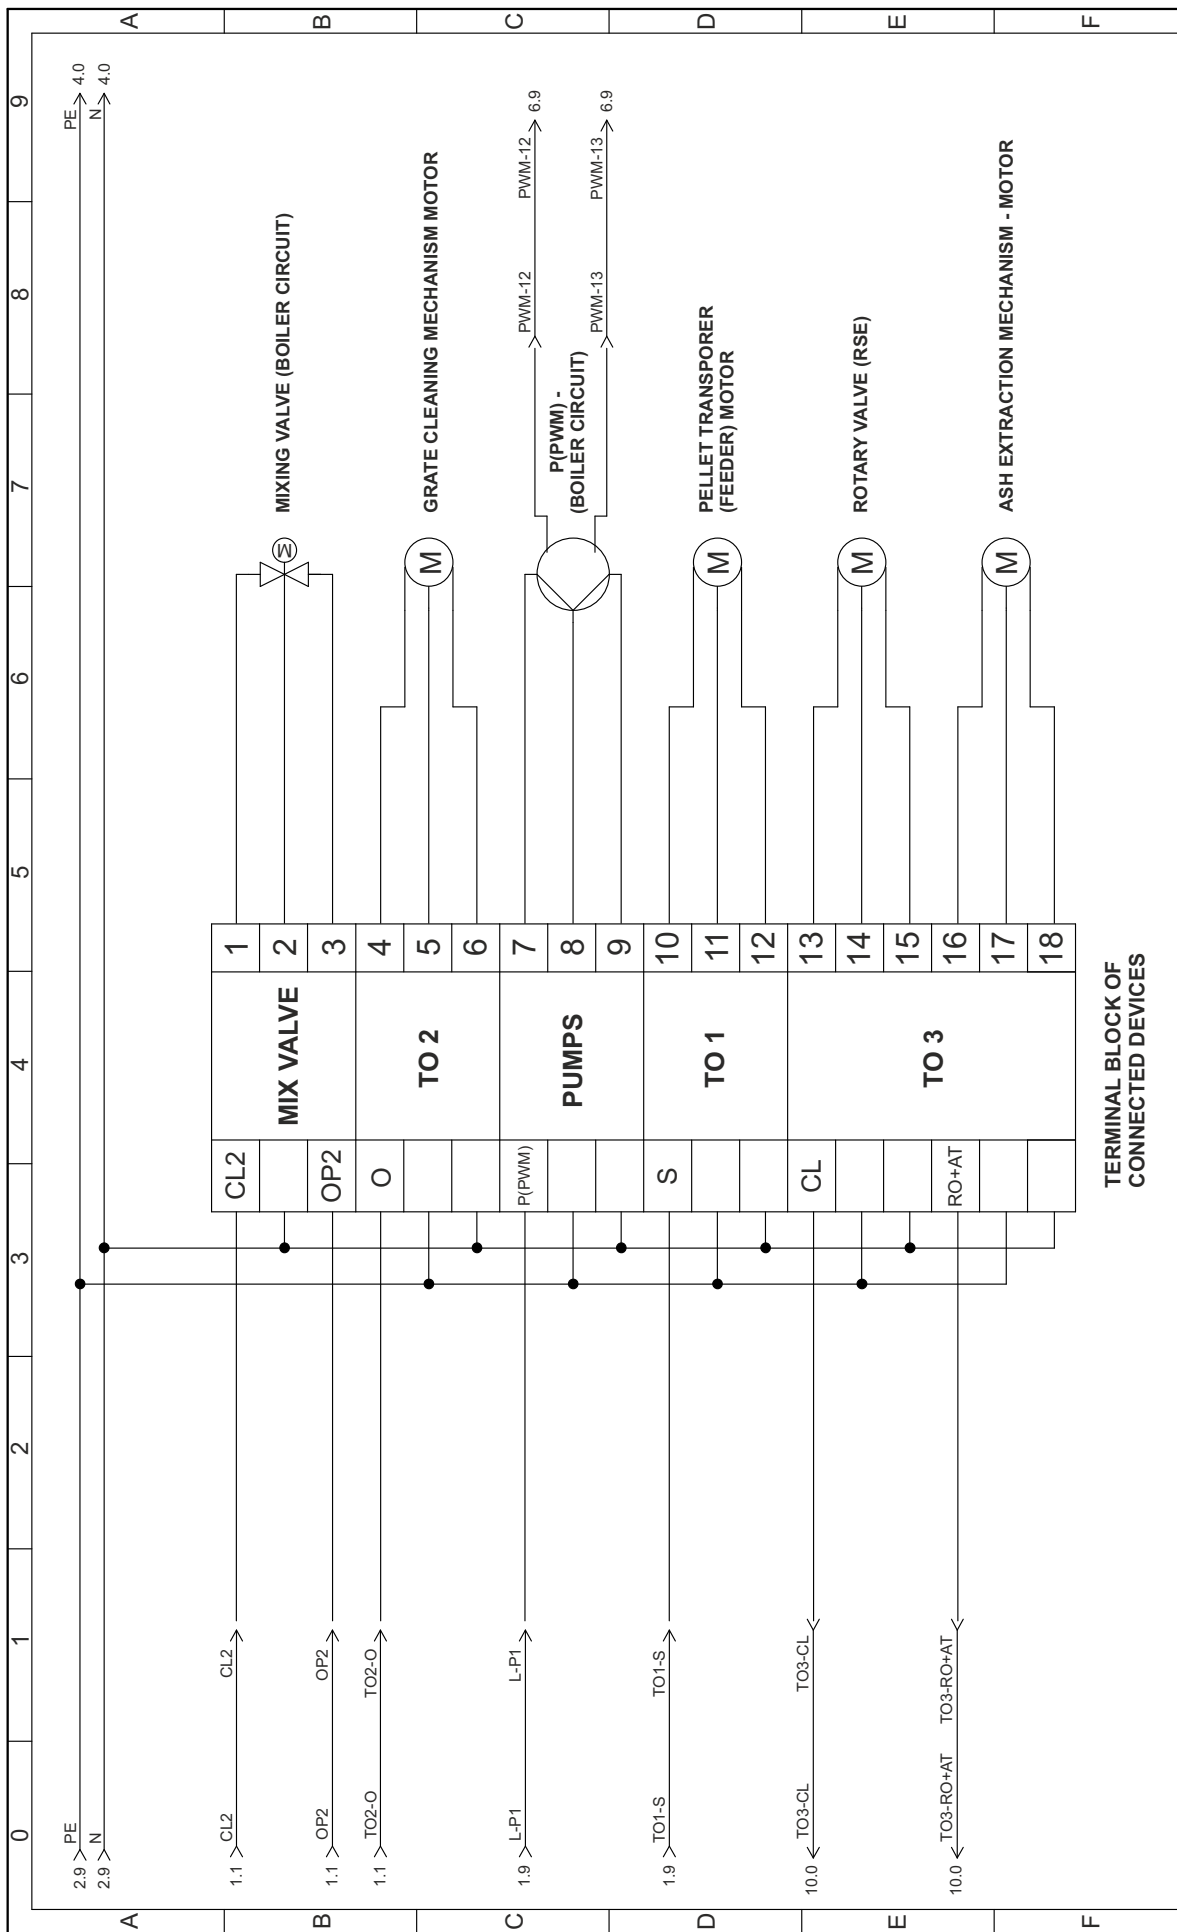 0 1 2 3 4 5 6 7 8 9
A
B
C
D
E
F
2.9 PE PE 4.0
2.9 N N 4.0
1.1 CL2 CL2
1.1 OP2 OP2
1.1 TO2-O TO2-O
1.9 L-P1 L-P1
1.9 TO1-S TO1-S
10.0 TO3-CL TO3-CL
10.0 TO3-RO+AT TO3-RO+AT
CL2
OP2
O
P(PWM)
S
CL
RO+AT
MIX VALVE
TO 2
PUMPS
TO 1
TO 3
1
2
3
4
5
6
7
8
9
10
11
12
13
14
15
16
17
18
TERMINAL BLOCK OF
CONNECTED DEVICES
M
MIXING VALVE (BOILER CIRCUIT)
M
GRATE CLEANING MECHANISM MOTOR
PWM-12 PWM-12 6.9
P(PWM) -
(BOILER CIRCUIT)
PWM-13 PWM-13 6.9
M
PELLET TRANSPORER
(FEEDER) MOTOR
M
ROTARY VALVE (RSE)
M
ASH EXTRACTION MECHANISM - MOTOR
A
B
C
D
E
F